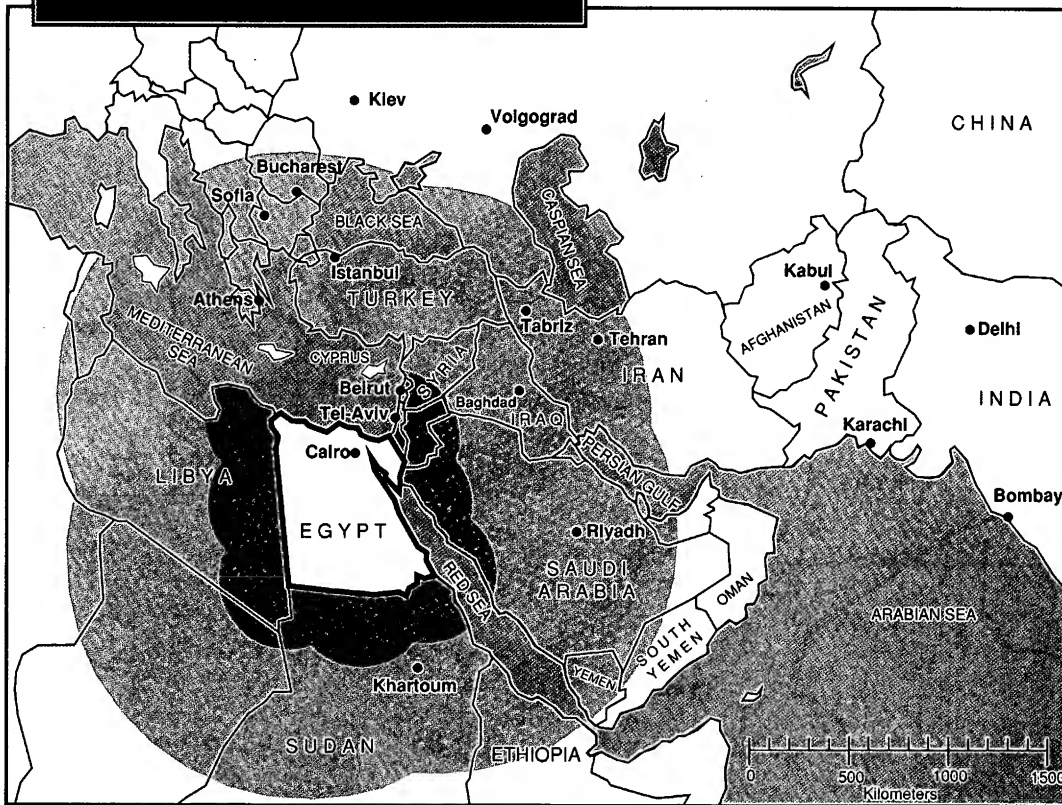 Kiev
Volgograd
CHINA
Bucharest
Sofia
BLACK SEA
CASPIAN SEA
Istanbul
TURKEY
Athens
Tabriz
Kabul
AFGHANISTAN
PAKISTAN
Delhi
MEDITERRANEAN
SEA
CYPRUS
SYRIA
Tehran
IRAN
Beirut
Baghdad
IRAQ
INDIA
Tel-Aviv
Karachi
Cairo
PERSIAN GULF
LIBYA
Bombay
EGYPT
Riyadh
SAUDI
ARABIA
RED SEA
OMAN
ARABIAN SEA
SOUTH
YEMEN
YEMEN
Khartoum
SUDAN
ETHIOPIA
0 500 1000 1500
Kilometers